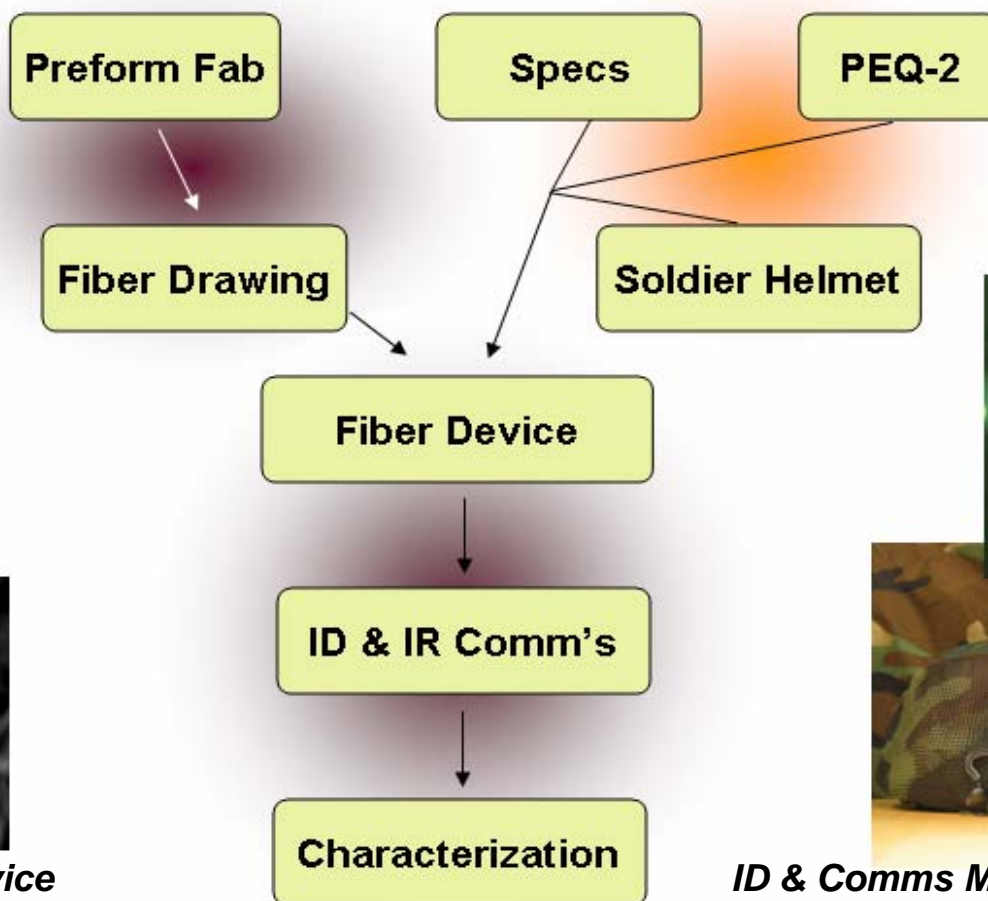 Preform Fab
Specs
PEQ-2
Fiber Drawing
Soldier Helmet
Fiber Device
ID & IR Comm's
Characterization
ID & Comms